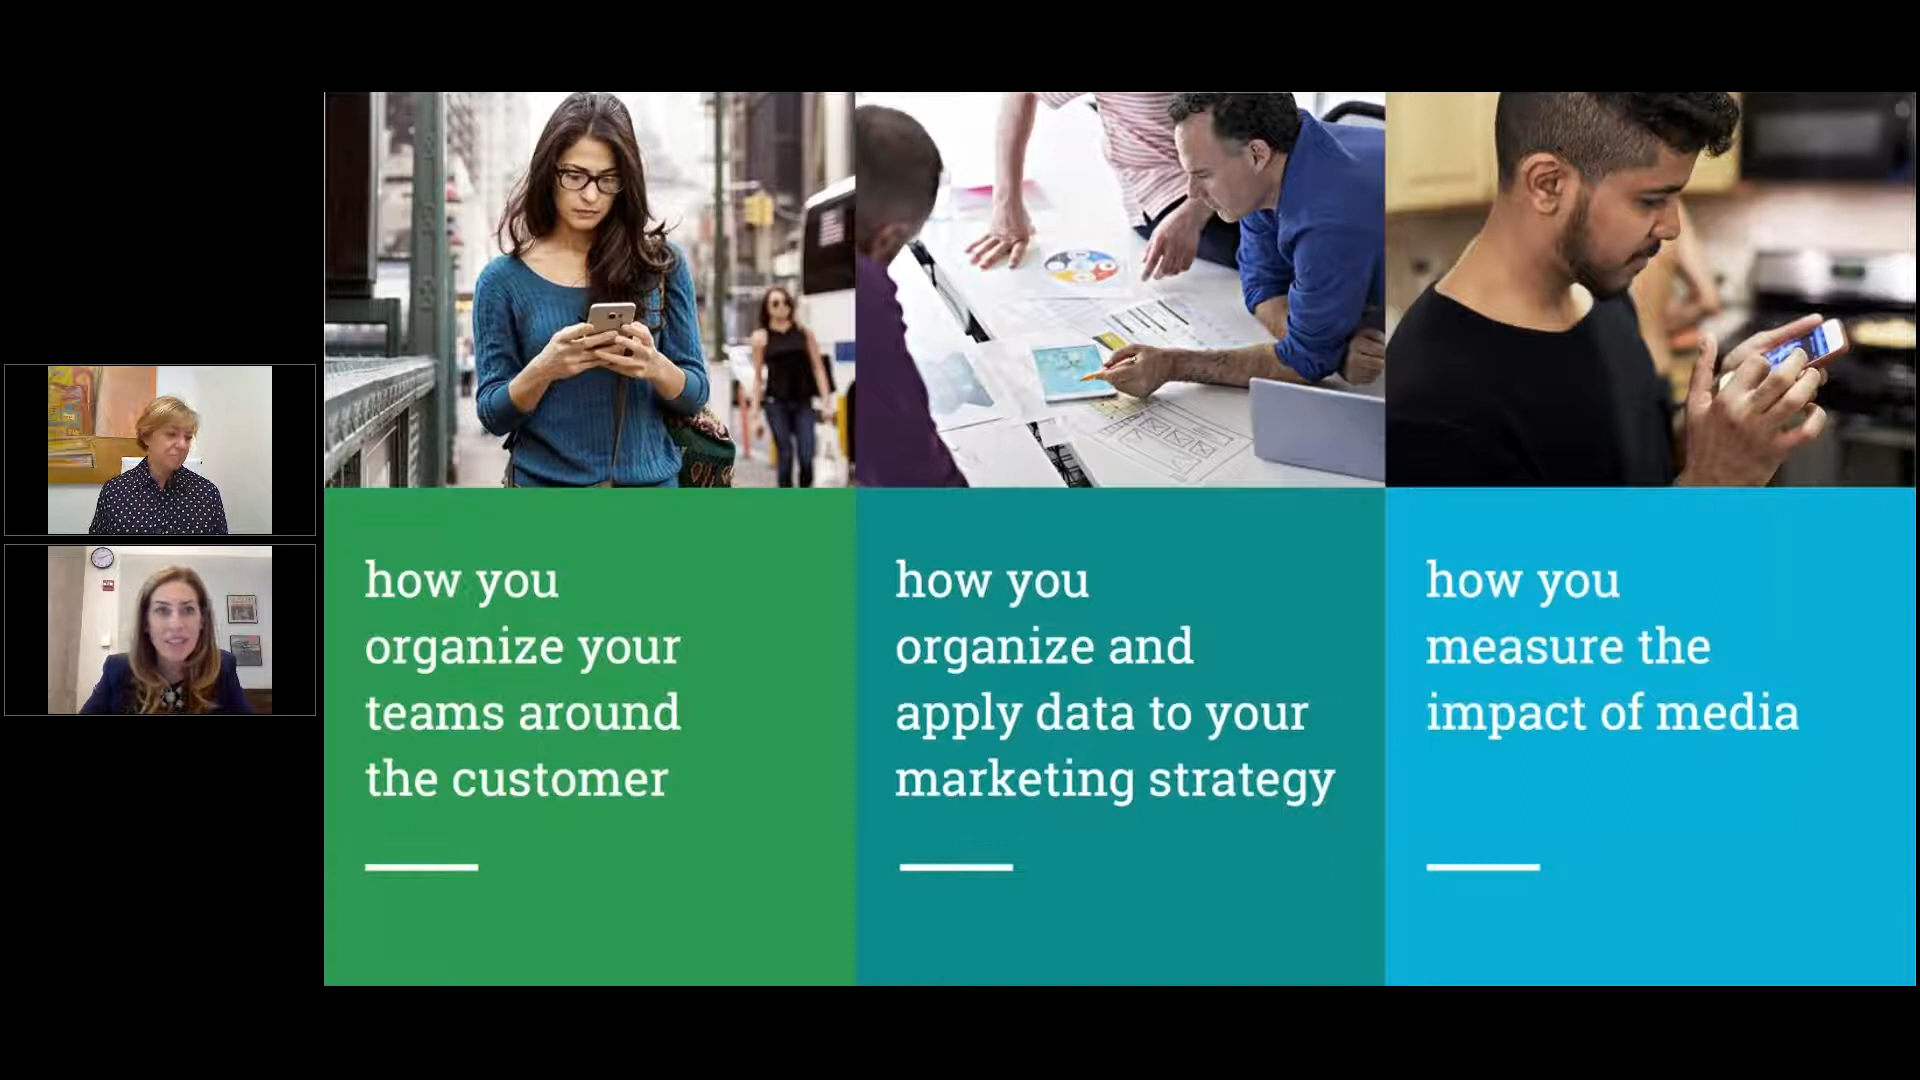 how you
organize your
teams around
the customer
how you
organize and
apply data to your
marketing strategy
how you
measure the
impact of media